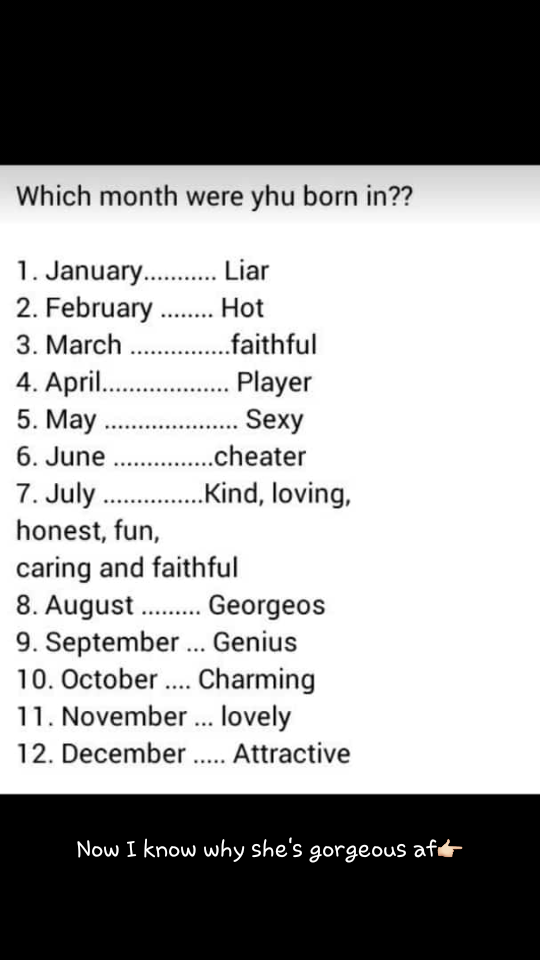 Which month were yhu born in??
1. January........... Liar
2. February ........ Hot
3. March ...............faithful
4. April................... Player
5. May .................... Sexy
6. June ...............cheater
7. July ...............Kind, loving,
honest, fun,
caring and faithful
8. August ......... Georgeos
9. September ... Genius
10. October .... Charming
11. November ... lovely
12. December ..... Attractive
Now I know why she's gorgeous af👉🏻